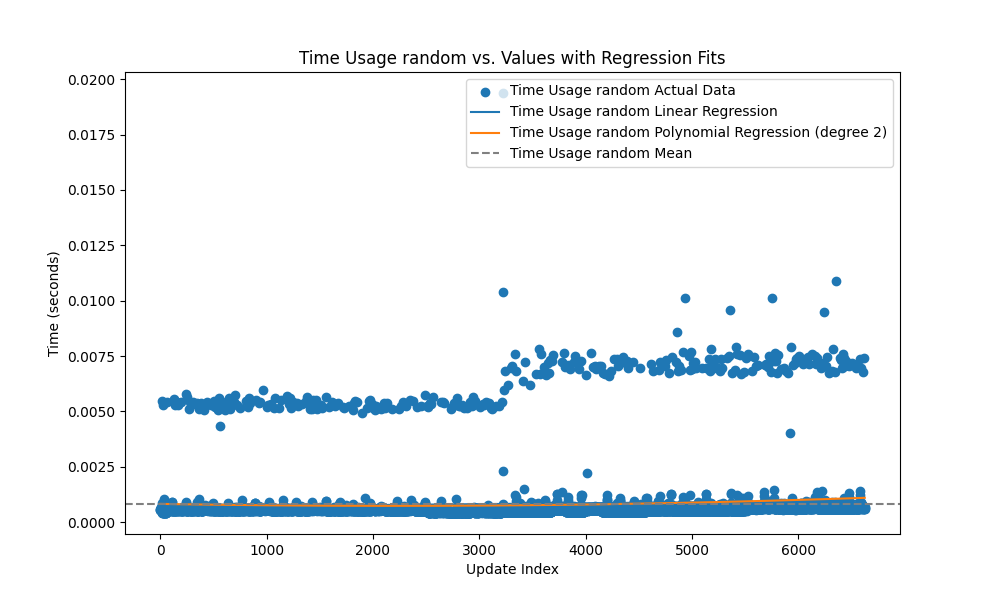 Time Usage random vs. Values with Regression Fits
Time Usage random Actual Data
Time Usage random Linear Regression
Time Usage random Polynomial Regression (degree 2)
Time Usage random Mean
Time (seconds)
0.0200
0.0175
0.0150
0.0125
0.0100
0.0075
0.0050
0.0025
0.0000
0 1000 2000 3000 4000 5000 6000
Update Index